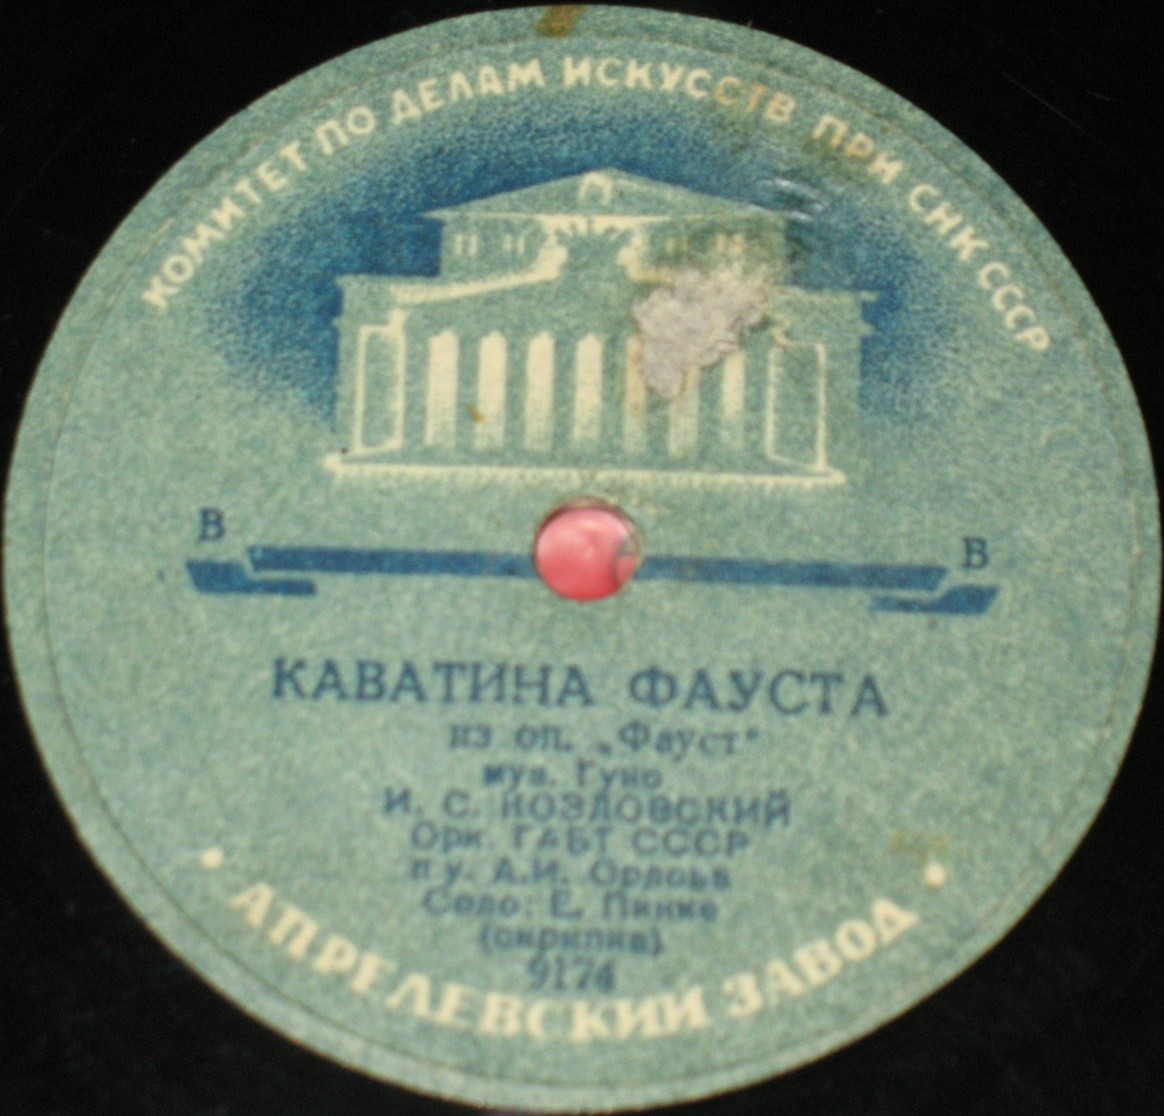 КОМИТЕТ ПО ДЕЛАМ ИСКУССТВ ПРИ СНК СССР
В В
КАВАТИНА ФАУСТА
из оп. „Фауст“
муз. Гуно
И. С. КОЗЛОВСКИЙ
Орк. ГАБТ СССР
п/у. А.И. Орлова
Соло: Е. Пинке
(скрипка)
9174
АПРЕЛЕВСКИЙ ЗАВОД